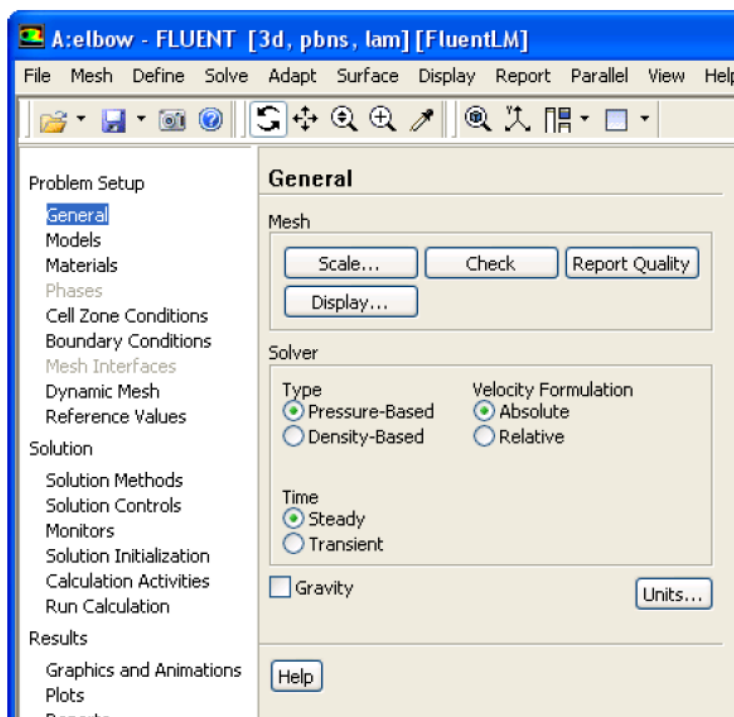 A:elbow - FLUENT [3d, pbns, lam] [FluentLM]
File Mesh Define Solve Adapt Surface Display Report Parallel View Help
Problem Setup
General
Models
Materials
Phases
Cell Zone Conditions
Boundary Conditions
Mesh Interfaces
Dynamic Mesh
Reference Values
Solution
Solution Methods
Solution Controls
Monitors
Solution Initialization
Calculation Activities
Run Calculation
Results
Graphics and Animations
Plots
General
Mesh
Scale... Check Report Quality
Display...
Solver
Type Velocity Formulation
Pressure-Based Absolute
Density-Based Relative
Time
Steady
Transient
Gravity Units...
Help